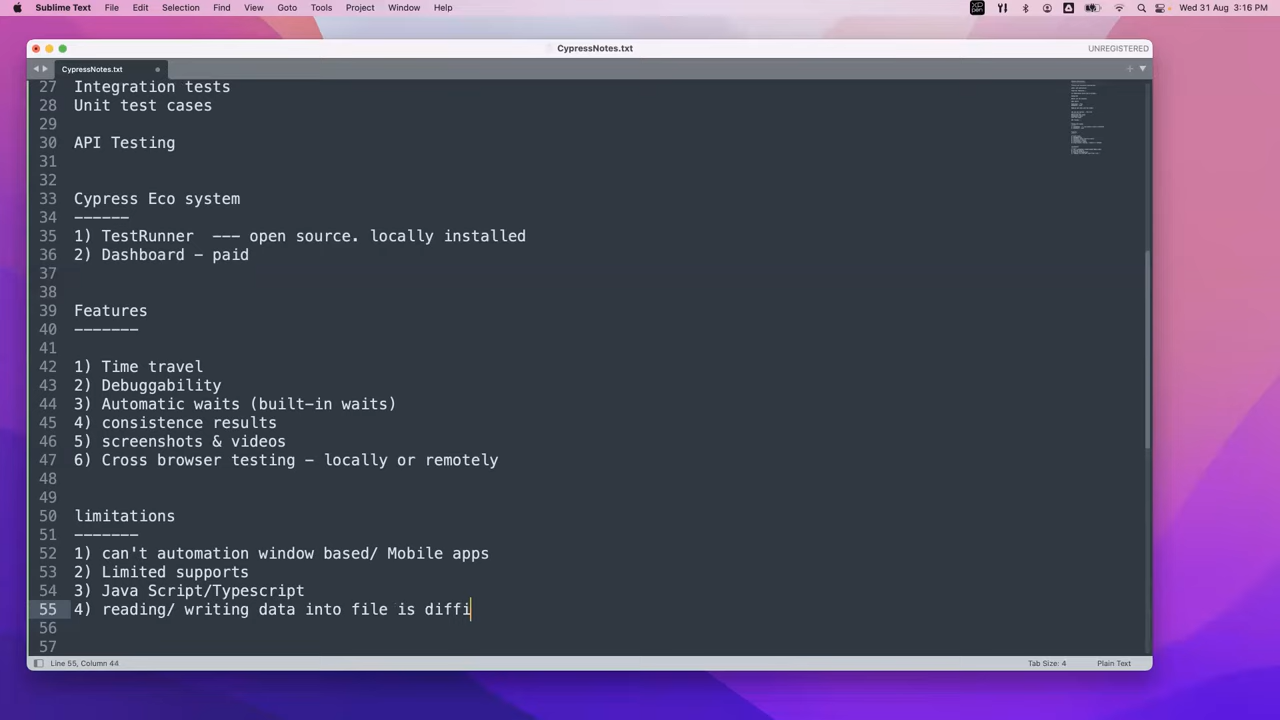 Sublime Text File Edit Selection Find View Goto Tools Project Window Help Wed 31 Aug 3:16 PM
CypressNotes.txt UNREGISTERED
CypressNotes.txt
27 Integration tests
28 Unit test cases
29
30 API Testing
31
32
33 Cypress Eco system
34 ------
35 1) TestRunner --- open source. locally installed
36 2) Dashboard - paid
37
38
39 Features
40 -------
41
42 1) Time travel
43 2) Debuggability
44 3) Automatic waits (built-in waits)
45 4) consistence results
46 5) screenshots & videos
47 6) Cross browser testing - locally or remotely
48
49
50 limitations
51 -------
52 1) can't automation window based/ Mobile apps
53 2) Limited supports
54 3) Java Script/Typescript
55 4) reading/ writing data into file is diffi
56
57
Line 55, Column 44 Tab Size: 4 Plain Text